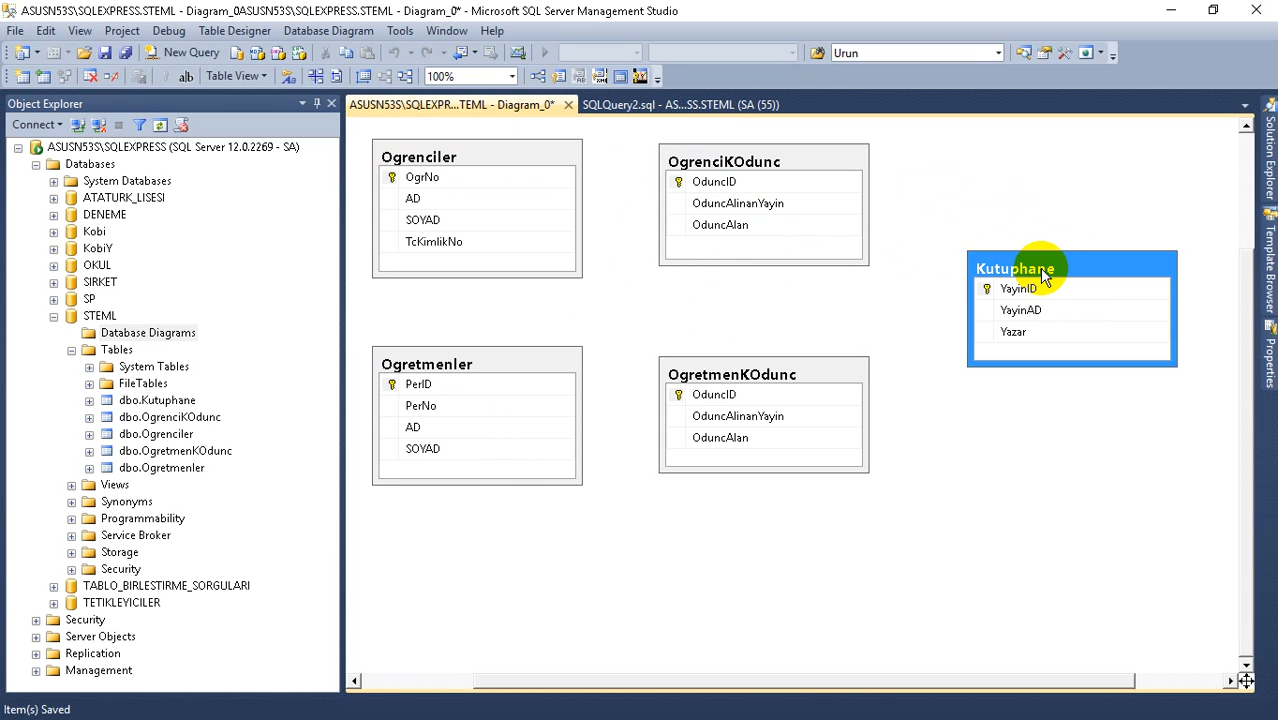 ASUSN53S\SQLEXPRESS.STEML - Diagram_0ASUSN53S\SQLEXPRESS.STEML - Diagram_0* - Microsoft SQL Server Management Studio
File Edit View Project Debug Table Designer Database Diagram Tools Window Help
New Query
Urun
ab
Table View
100%
Object Explorer
ASUSN53S\SQLEXPR...TEML - Diagram_0*
SQLQuery2.sql - AS...SS.STEML (SA (55))
Connect
ASUSN53S\SQLEXPRESS (SQL Server 12.0.2269 - SA)
Databases
System Databases
ATATURK_LISESI
DENEME
Kobi
KobiY
OKUL
SIRKET
SP
STEML
Database Diagrams
Tables
System Tables
FileTables
dbo.Kutuphane
dbo.OgrenciKOdunc
dbo.Ogrenciler
dbo.OgretmenKOdunc
dbo.Ogretmenler
Views
Synonyms
Programmability
Service Broker
Storage
Security
TABLO_BIRLESTIRME_SORGULARI
TETIKLEYICILER
Security
Server Objects
Replication
Management
Ogrenciler
OgrNo
AD
SOYAD
TcKimlikNo
OgrenciKOdunc
OduncID
OduncAlinanYayin
OduncAlan
Kutuphane
YayinID
YayinAD
Yazar
Ogretmenler
PerID
PerNo
AD
SOYAD
OgretmenKOdunc
OduncID
OduncAlinanYayin
OduncAlan
Solution Explorer
Template Browser
Properties
Item(s) Saved